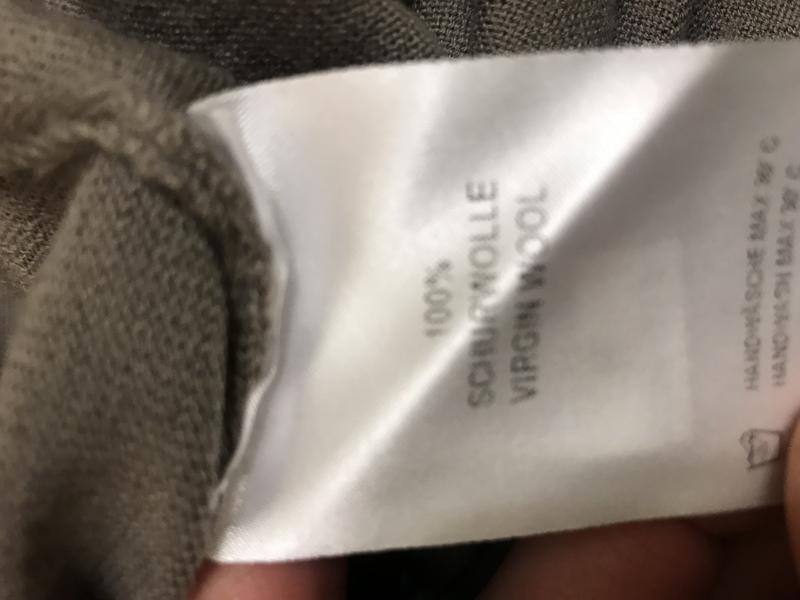 100%
SCHURWOLLE
VIRGIN WOOL
HANDWÄSCHE MAX 30° C
HANDWASH MAX 30° C